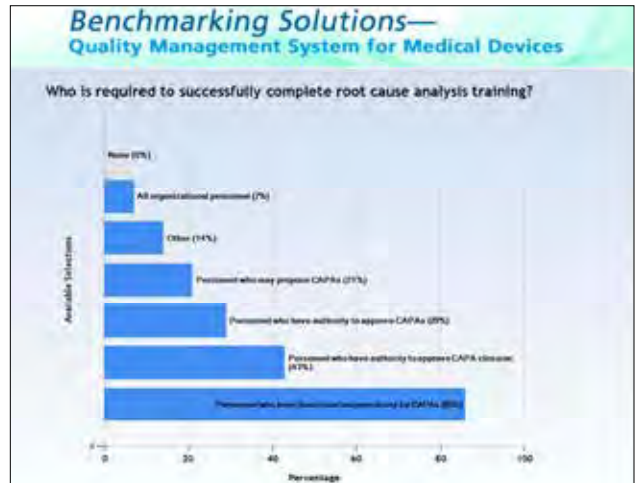 Benchmarking Solutions—
Quality Management System for Medical Devices
Who is required to successfully complete root cause analysis training?
None (0%)
All organizational personnel (7%)
Other (14%)
Personnel who may propose CAPAs (21%)
Personnel who have authority to approve CAPAs (29%)
Personnel who have authority to approve CAPA closures
(43%)
Personnel who have
for CAPAs (86%)
Available Selections
0
20
40
60
80
100
Percentage